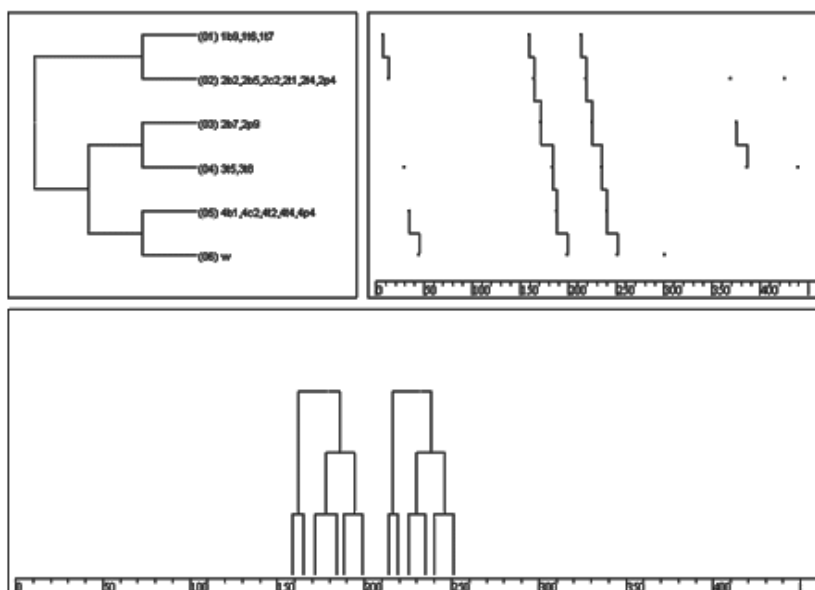 (01) 1b9,1t6,1t7
(02) 2b2,2b5,2c2,2t1,2t4,2p4
(03) 2b7,2p9
(04) 3t5,3t6
(05) 4b1,4c2,4t2,4t4,4p4
(06) w
0 50 100 150 200 250 300 350 400
0 50 100 150 200 250 300 350 400